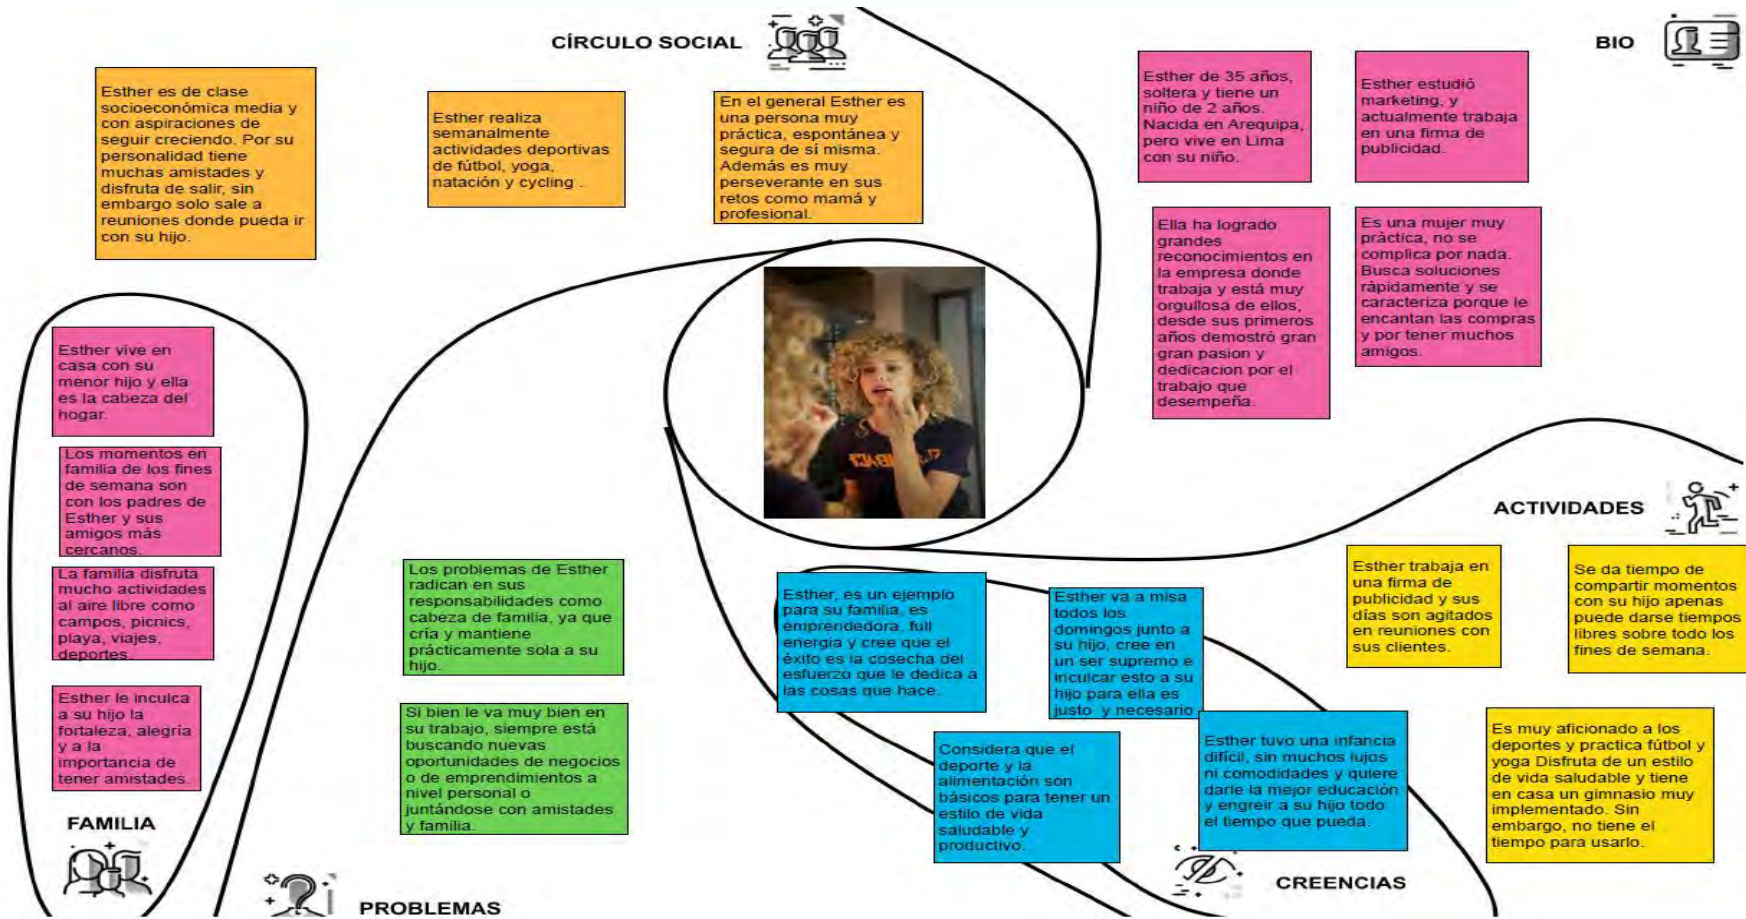 CÍRCULO SOCIAL
Esther es de clase
socioeconómica media y
con aspiraciones de
seguir creciendo. Por su
personalidad tiene
muchas amistades y
disfruta de salir, sin
embargo solo sale a
reuniones donde pueda ir
con su hijo.
Esther realiza
semanalmente
actividades deportivas
de fútbol, yoga,
natación y cycling .
En el general Esther es
una persona muy
práctica, espontánea y
segura de sí misma.
Además es muy
perseverante en sus
retos como mamá y
profesional.
BIO
Esther de 35 años,
soltera y tiene un
niño de 2 años.
Nacida en Arequipa,
pero vive en Lima
con su niño.
Esther estudió
marketing, y
actualmente trabaja
en una firma de
publicidad.
Ella ha logrado
grandes
reconocimientos en
la empresa donde
trabaja y está muy
orgullosa de ellos,
desde sus primeros
años demostró gran
gran pasion y
dedicacion por el
trabajo que
desempeña.
Es una mujer muy
práctica, no se
complica por nada.
Busca soluciones
rápidamente y se
caracteriza porque le
encantan las compras
y por tener muchos
amigos.
Esther vive en
casa con su
menor hijo y ella
es la cabeza del
hogar.
Los momentos en
familia de los fines
de semana son
con los padres de
Esther y sus
amigos más
cercanos.
La familia disfruta
mucho actividades
al aire libre como
campos, picnics,
playa, viajes,
deportes.
Esther le inculca
a su hijo la
fortaleza, alegría
y a la
importancia de
tener amistades.
FAMILIA
Los problemas de Esther
radican en sus
responsabilidades como
cabeza de familia, ya que
cría y mantiene
prácticamente sola a su
hijo.
Si bien le va muy bien en
su trabajo, siempre está
buscando nuevas
oportunidades de negocios
o de emprendimientos a
nivel personal o
juntándose con amistades
y familia.
PROBLEMAS
Esther, es un ejemplo
para su familia, es
emprendedora, full
energia y cree que el
éxito es la cosecha del
esfuerzo que le dedica a
las cosas que hace.
Esther va a misa
todos los
domingos junto a
su hijo, cree en
un ser supremo e
inculcar esto a su
hijo para ella es
justo y necesario
Considera que el
deporte y la
alimentación son
básicos para tener un
estilo de vida
saludable y
productivo.
Esther tuvo una infancia
difícil, sin muchos lujos
ni comodidades y quiere
darle la mejor educación
y engreir a su hijo todo
el tiempo que pueda.
CREENCIAS
ACTIVIDADES
Esther trabaja en
una firma de
publicidad y sus
días son agitados
en reuniones con
sus clientes.
Se da tiempo de
compartir momentos
con su hijo apenas
puede darse tiempos
libres sobre todo los
fines de semana.
Es muy aficionado a los
deportes y practica fútbol y
yoga Disfruta de un estilo
de vida saludable y tiene
en casa un gimnasio muy
implementado. Sin
embargo, no tiene el
tiempo para usarlo.